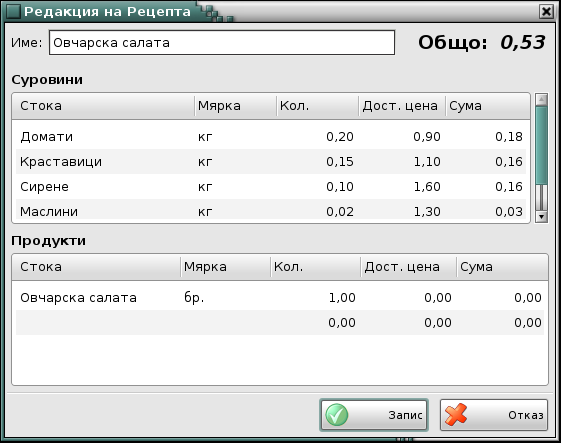 Редакция на Рецепта
Име: Овчарска салата Общо: 0,53
Суровини
Стока Мярка Кол. Дост. цена Сума
Домати кг 0,20 0,90 0,18
Краставици кг 0,15 1,10 0,16
Сирене кг 0,10 1,60 0,16
Маслини кг 0,02 1,30 0,03
Продукти
Стока Мярка Кол. Дост. цена Сума
Овчарска салата бр. 1,00 0,00 0,00
0,00 0,00 0,00
Запис Отказ